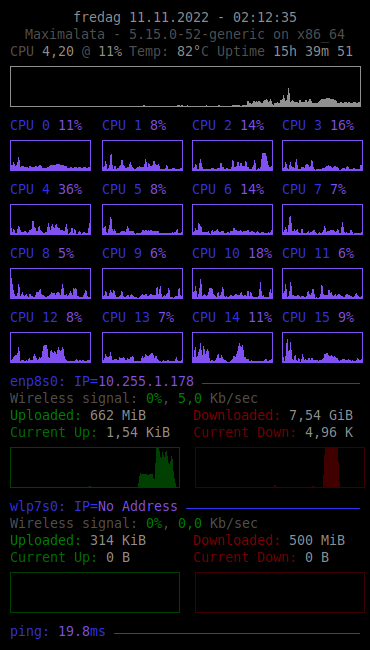 fredag 11.11.2022 - 02:12:35
Maximalata - 5.15.0-52-generic on x86_64
CPU 4,20 @ 11% Temp: 82°C Uptime 15h 39m 51
CPU 0 11% CPU 1 8% CPU 2 14% CPU 3 16%
CPU 4 36% CPU 5 8% CPU 6 14% CPU 7 7%
CPU 8 5% CPU 9 6% CPU 10 18% CPU 11 6%
CPU 12 8% CPU 13 7% CPU 14 11% CPU 15 9%
enp8s0: IP=10.255.1.178
Wireless signal: 0%, 5,0 Kb/sec
Uploaded: 662 MiB Downloaded: 7,54 GiB
Current Up: 1,54 KiB Current Down: 4,96 K
wlp7s0: IP=No Address
Wireless signal: 0%, 0,0 Kb/sec
Uploaded: 314 KiB Downloaded: 500 MiB
Current Up: 0 B Current Down: 0 B
ping: 19.8ms